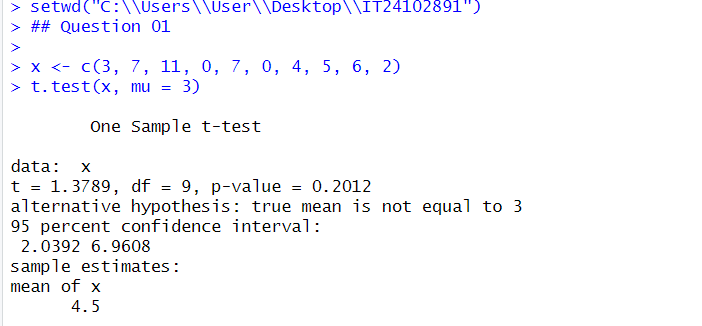 > setwd("C:\\Users\\User\\Desktop\\IT24102891")
> ## Question 01
>
> x <- c(3, 7, 11, 0, 7, 0, 4, 5, 6, 2)
> t.test(x, mu = 3)
One Sample t-test
data:  x
t = 1.3789, df = 9, p-value = 0.2012
alternative hypothesis: true mean is not equal to 3
95 percent confidence interval:
2.0392 6.9608
sample estimates:
mean of x
4.5